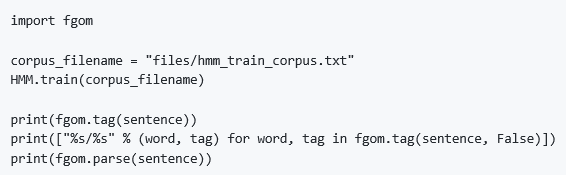 import fgom
corpus_filename = "files/hmm_train_corpus.txt"
HMM.train(corpus_filename)
print(fgom.tag(sentence))
print(["%s/%s" % (word, tag) for word, tag in fgom.tag(sentence, False)])
print(fgom.parse(sentence))